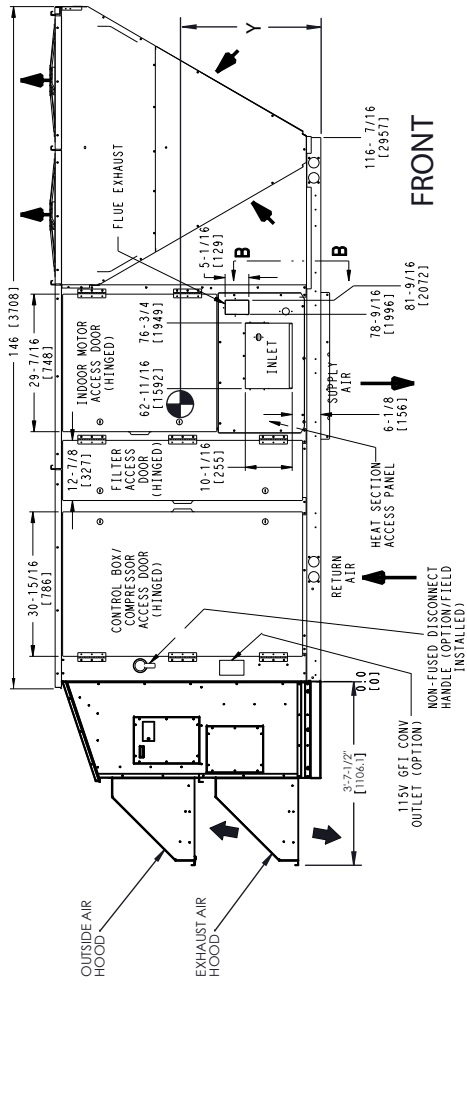 146 [3708]
29-7/16
[748]
30-15/16
[786]
12-7/8
[327]
INDOOR MOTOR
ACCESS DOOR
(HINGED)
FILTER
ACCESS
DOOR
(HINGED)
CONTROL BOX/
COMPRESSOR
ACCESS DOOR
(HINGED)
FLUE EXHAUST
Y
76-3/4
[1949]
62-11/16
[1592]
10-1/16
[255]
5-1/16
[129]
B
B
INLET
OUTSIDE AIR
HOOD
EXHAUST AIR
HOOD
3'-7-1/2"
[1106.1]
0.0
[0]
RETURN
AIR
SUPPLY
AIR
6-1/8
[156]
78-9/16
[1996]
81-9/16
[2072]
116- 7/16
[2957]
HEAT SECTION
ACCESS PANEL
NON-FUSED DISCONNECT
HANDLE (OPTION/FIELD
INSTALLED)
115V GFI CONV
OUTLET (OPTION)
FRONT